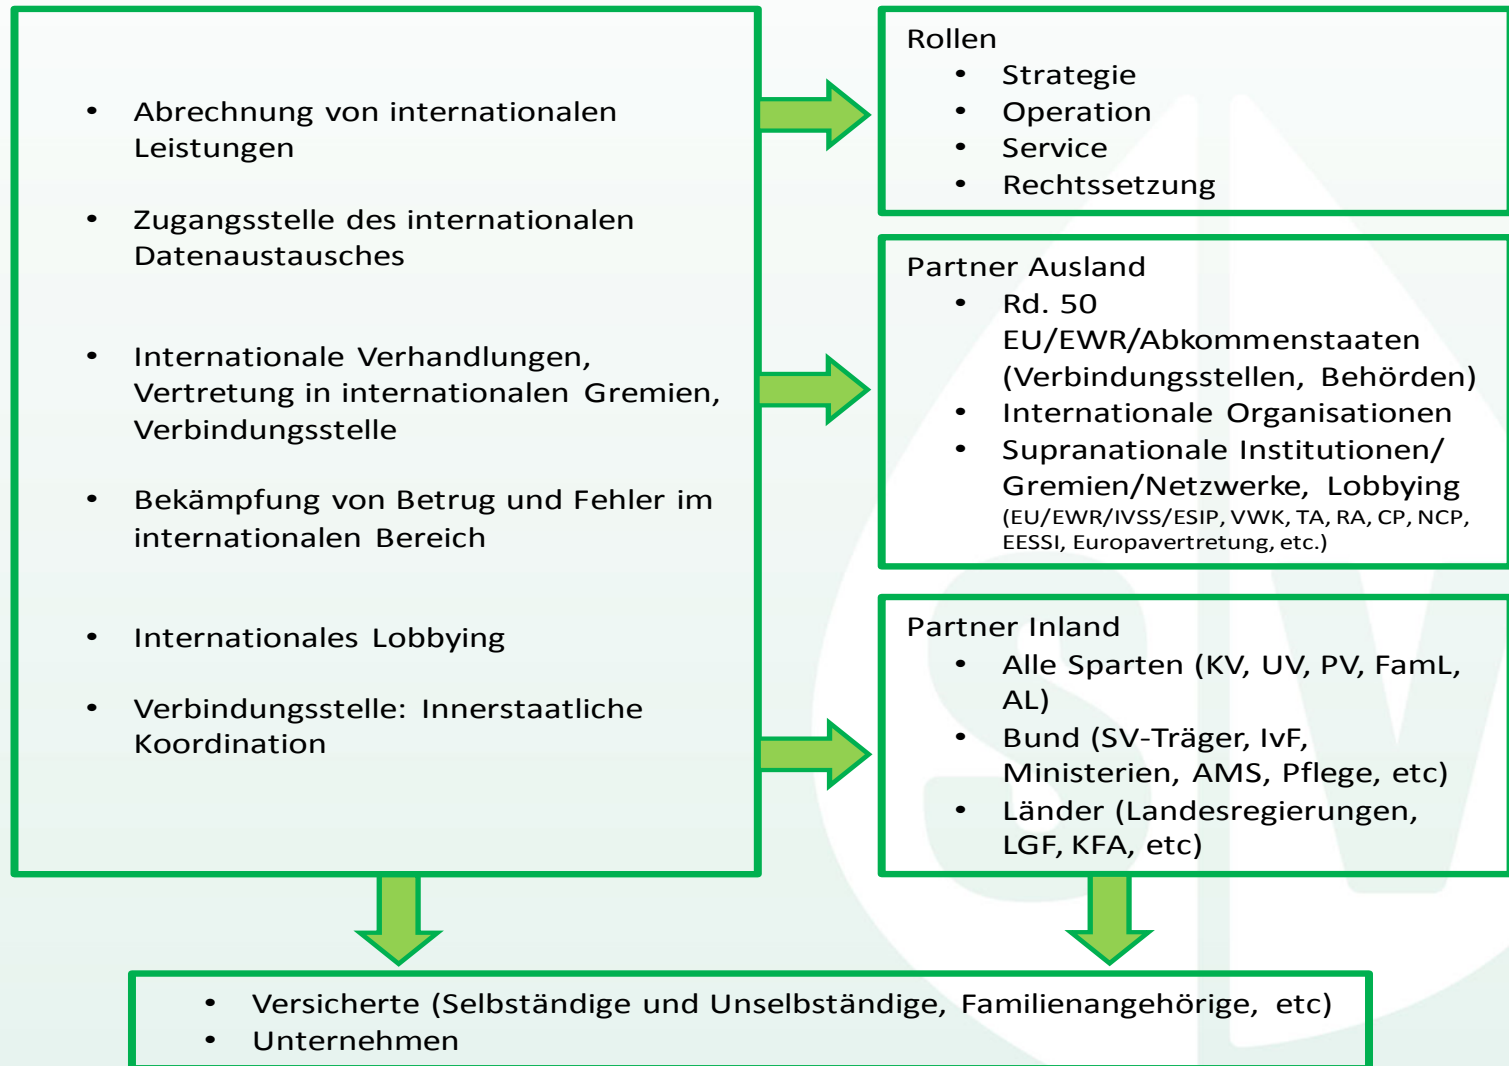 • Abrechnung von internationalen
Leistungen
• Zugangsstelle des internationalen
Datenaustausches
• Internationale Verhandlungen,
Vertretung in internationalen Gremien,
Verbindungsstelle
• Bekämpfung von Betrug und Fehler im
internationalen Bereich
• Internationales Lobbying
• Verbindungsstelle: Innerstaatliche
Koordination
Rollen
• Strategie
• Operation
• Service
• Rechtssetzung
Partner Ausland
• Rd. 50
EU/EWR/Abkommenstaaten
(Verbindungsstellen, Behörden)
• Internationale Organisationen
• Supranationale Institutionen/
Gremien/Netzwerke, Lobbying
(EU/EWR/IVSS/ESIP, VWK, TA, RA, CP, NCP,
EESSI, Europavertretung, etc.)
Partner Inland
• Alle Sparten (KV, UV, PV, FamL,
AL)
• Bund (SV-Träger, IvF,
Ministerien, AMS, Pflege, etc)
• Länder (Landesregierungen,
LGF, KFA, etc)
• Versicherte (Selbständige und Unselbständige, Familienangehörige, etc)
• Unternehmen
SV